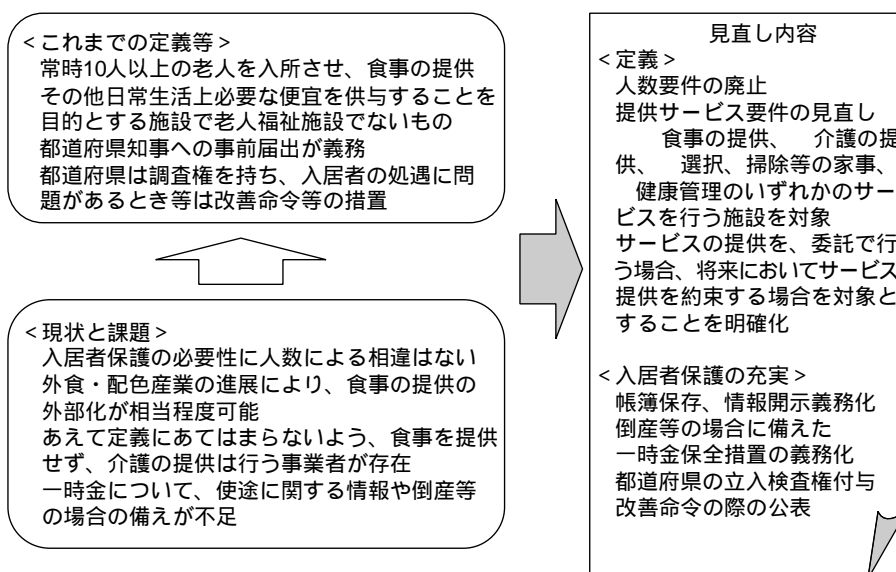 <これまでの定義等>
常時10人以上の老人を入所させ、食事の提供
その他日常生活上必要な便宜を供与することを
目的とする施設で老人福祉施設でないもの
都道府県知事への事前届出が義務
都道府県は調査権を持ち、入居者の処遇に問
題があるとき等は改善命令等の措置
<現状と課題>
入居者保護の必要性に人数による相違はない
外食・配色産業の進展により、食事の提供の
外部化が相当程度可能
あえて定義にあてはまらないよう、食事を提供
せず、介護の提供は行う事業者が存在
一時金について、使途に関する情報や倒産等
の場合の備えが不足
見直し内容
<定義>
人数要件の廃止
提供サービス要件の見直し
食事の提供、 介護の提
供、 選択、掃除等の家事、
健康管理のいずれかのサー
ビスを行う施設を対象
サービスの提供を、委託で行
う場合、将来においてサービス
提供を約束する場合を対象と
することを明確化
<入居者保護の充実>
帳簿保存、情報開示義務化
倒産等の場合に備えた
一時金保全措置の義務化
都道府県の立入検査権付与
改善命令の際の公表